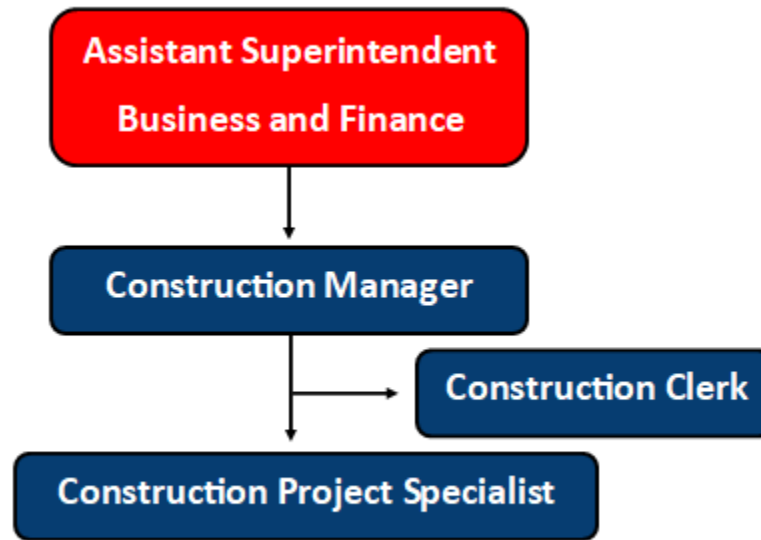 Assistant Superintendent
Business and Finance
Construction Manager
Construction Clerk
Construction Project Specialist